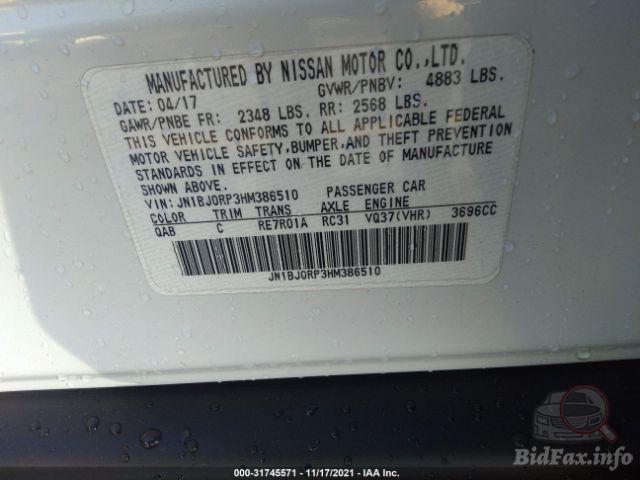 MANUFACTURED BY NISSAN MOTOR CO.,LTD.
DATE: 04/17 GVWR/PNBV: 4883 LBS.
GAWR/PNBE FR: 2348 LBS. RR: 2568 LBS.
THIS VEHICLE CONFORMS TO ALL APPLICABLE FEDERAL
MOTOR VEHICLE SAFETY,BUMPER,AND THEFT PREVENTION
STANDARDS IN EFFECT ON THE DATE OF MANUFACTURE
SHOWN ABOVE.
VIN: JN1BJ0RP3HM386510 PASSENGER CAR
COLOR TRIM TRANS AXLE ENGINE
QAB C RE7R01A RC31 VQ37(VHR) 3696CC
JN1BJ0RP3HM386510
000-31745571 - 11/17/2021 - IAA Inc.
BidFax.info